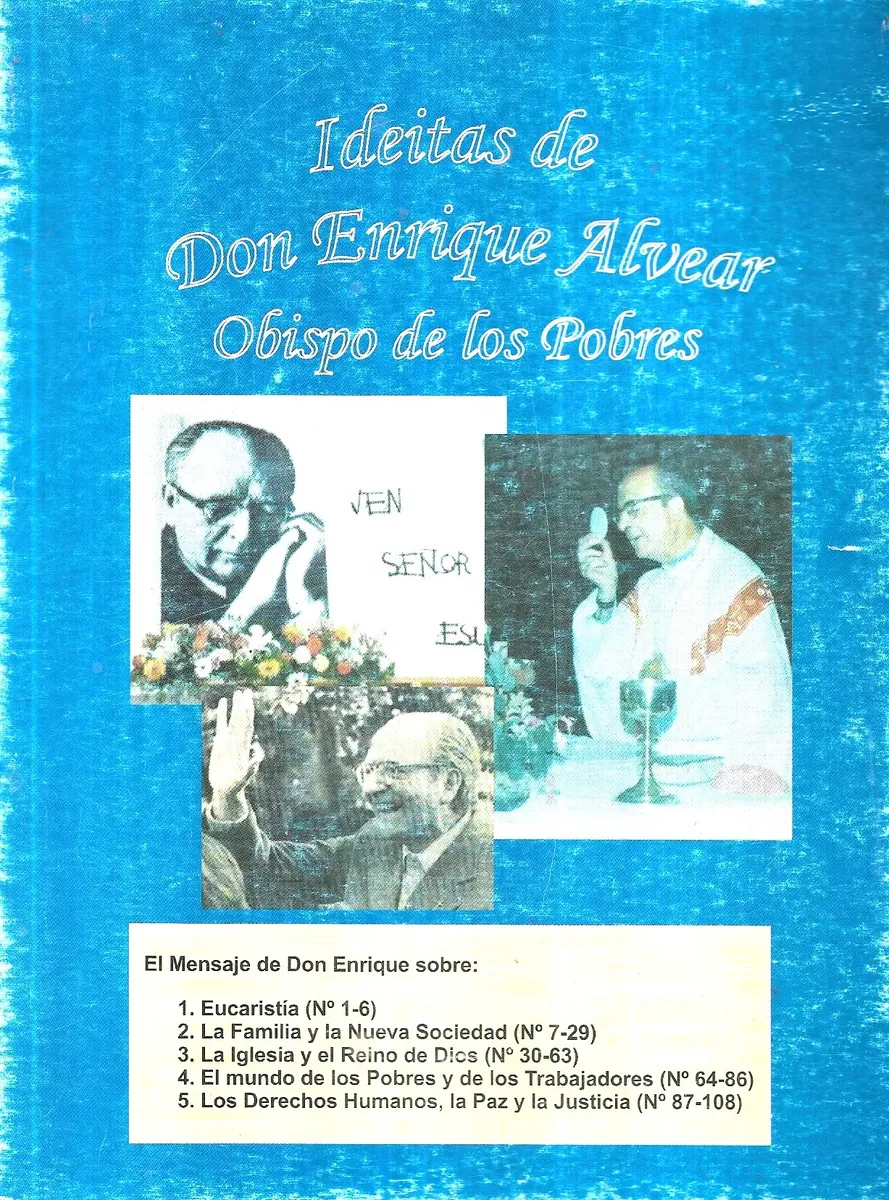 Ideitas de
Don Enrique Alvear
Obispo de los Pobres
VEN
SEÑOR
ESU
El Mensaje de Don Enrique sobre:
1. Eucaristía (Nº 1-6)
2. La Familia y la Nueva Sociedad (Nº 7-29)
3. La Iglesia y el Reino de Dios (Nº 30-63)
4. El mundo de los Pobres y de los Trabajadores (Nº 64-86)
5. Los Derechos Humanos, la Paz y la Justicia (Nº 87-108)